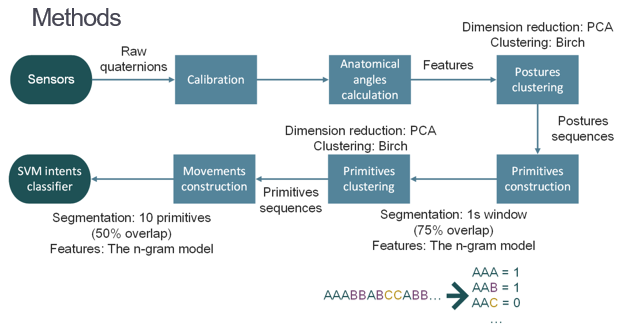 Methods
Dimension reduction: PCA
Clustering: Birch
Raw
quaternions
Sensors
Calibration
Anatomical
angles
calculation
Features
Postures
clustering
Postures
sequences
Dimension reduction: PCA
Clustering: Birch
SVM intents
classifier
Movements
construction
Primitives
sequences
Primitives
clustering
Primitives
construction
Segmentation: 10 primitives
(50% overlap)
Features: The n-gram model
Segmentation: 1s window
(75% overlap)
Features: The n-gram model
AAABBABCCABB...
AAA = 1
AAB = 1
AAC = 0
...